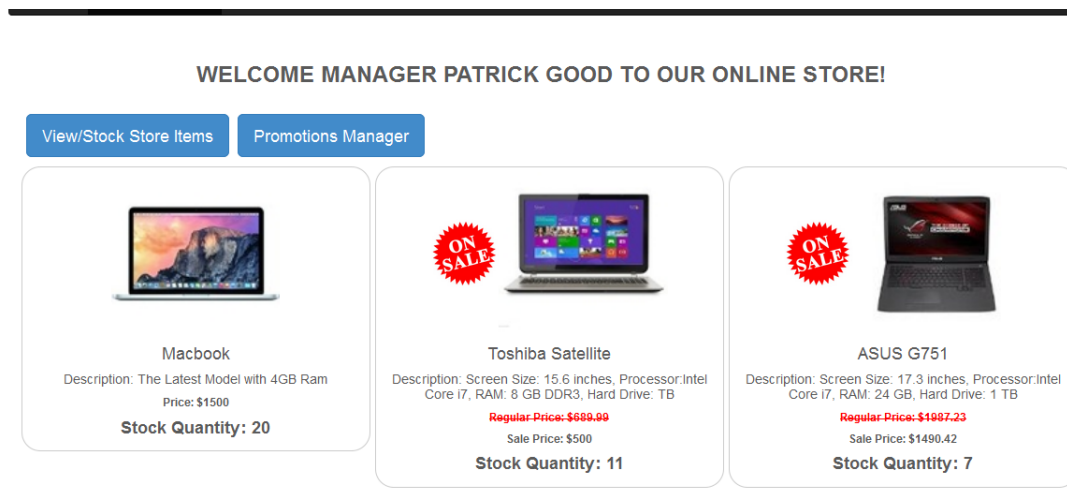 WELCOME MANAGER PATRICK GOOD TO OUR ONLINE STORE!
View/Stock Store Items
Promotions Manager
Macbook
Description: The Latest Model with 4GB Ram
Price: $1500
Stock Quantity: 20
ON
SALE
Toshiba Satellite
Description: Screen Size: 15.6 inches, Processor:Intel
Core i7, RAM: 8 GB DDR3, Hard Drive: TB
Regular Price: $689.99
Sale Price: $500
Stock Quantity: 11
ON
SALE
ASUS G751
Description: Screen Size: 17.3 inches, Processor:Intel
Core i7, RAM: 24 GB, Hard Drive: 1 TB
Regular Price: $1987.23
Sale Price: $1490.42
Stock Quantity: 7